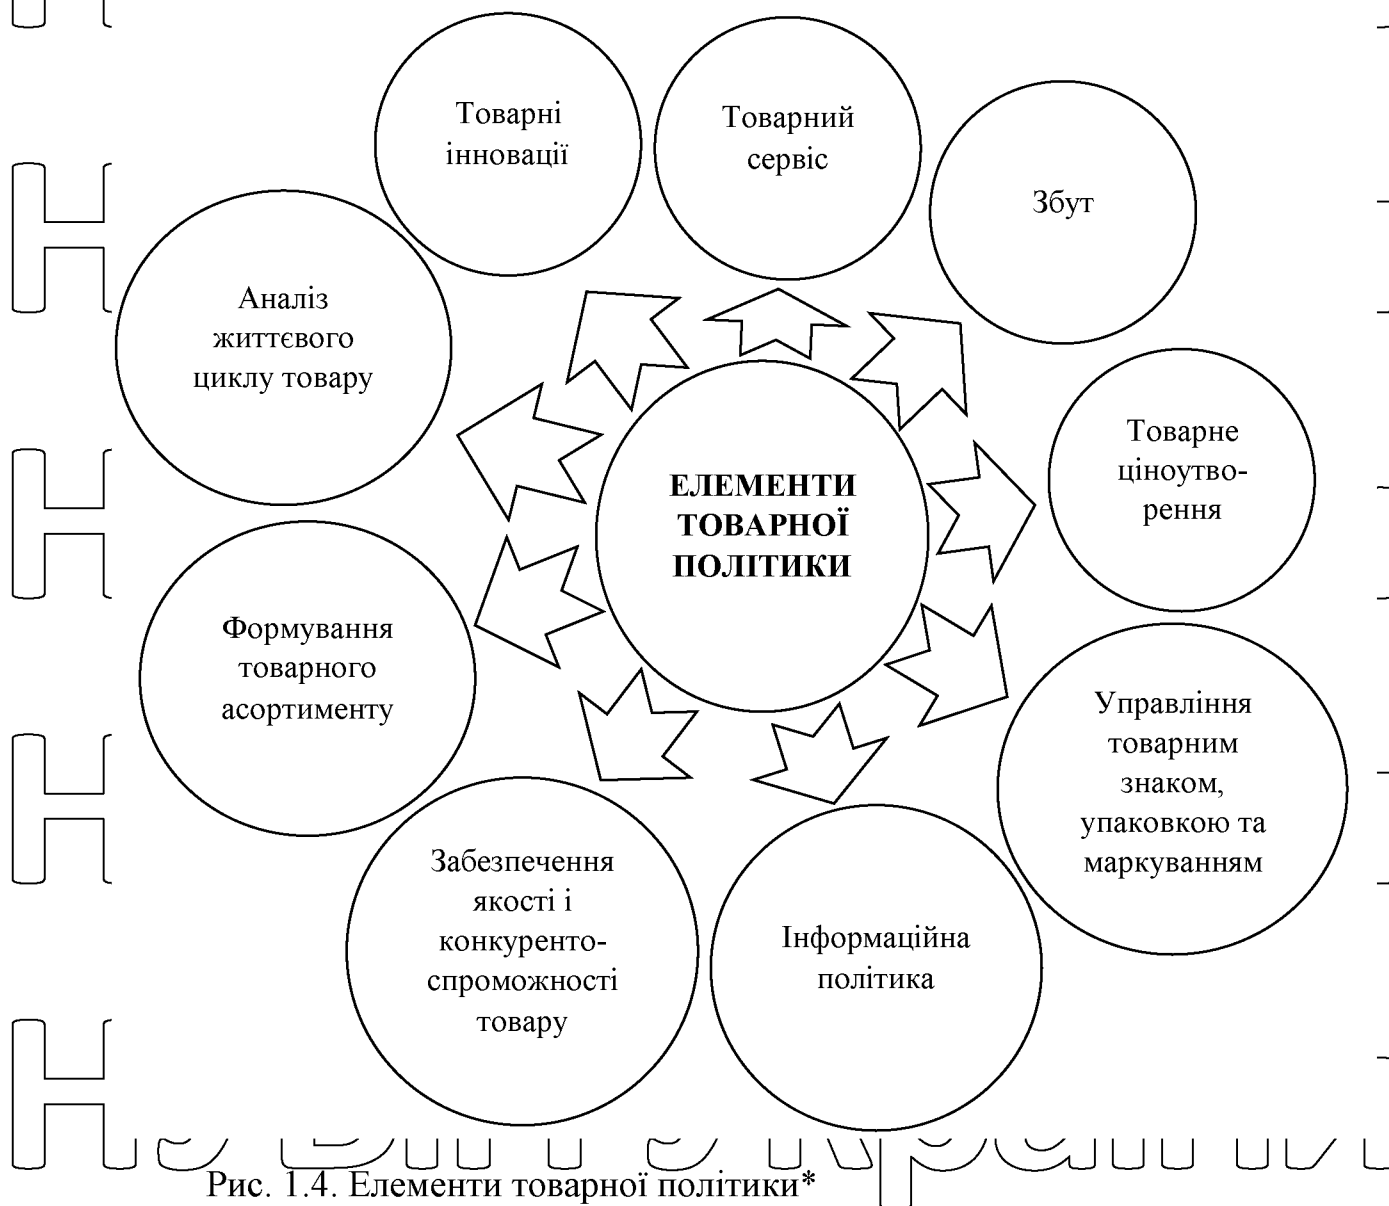 Товарні
інновації
Товарний
сервіс
Збут
Аналіз
життєвого
циклу товару
Товарне
ціноутво-
рення
ЕЛЕМЕНТИ
ТОВАРНОЇ
ПОЛІТИКИ
Формування
товарного
асортименту
Управління
товарним
знаком,
упаковкою та
маркуванням
Забезпечення
якості і
конкуренто-
спроможності
товару
Інформаційна
політика
Рис. 1.4. Елементи товарної політики*